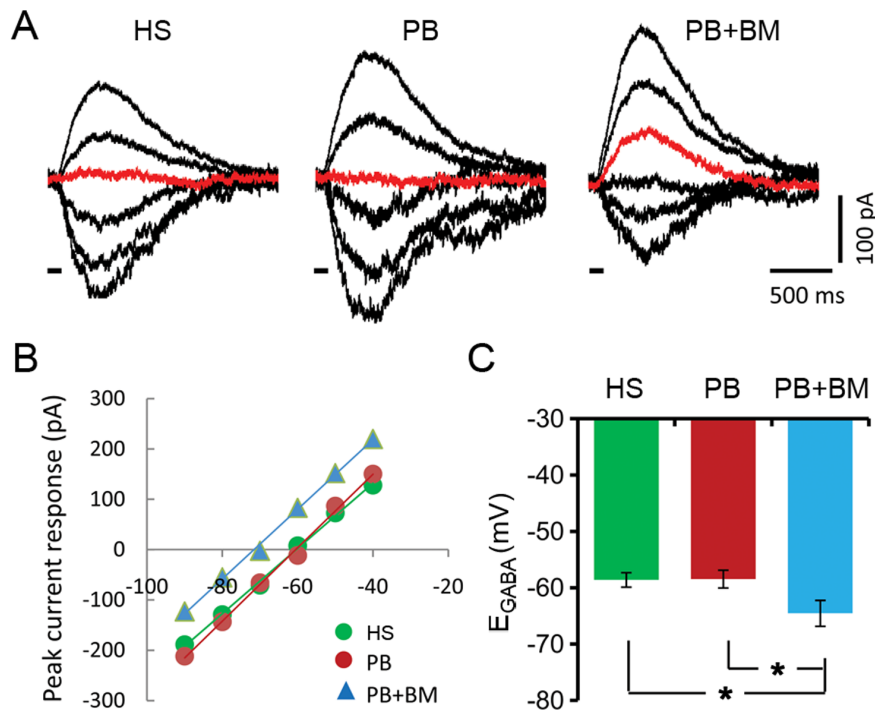 A
HS
PB
PB+BM
100 pA
500 ms
B
Peak current response (pA)
300
200
100
0
-100
-200
-300
-100
-80
-60
-40
-20
HS
PB
PB+BM
C
HS
PB
PB+BM
EGABA (mV)
-30
-40
-50
-60
-70
-80
*
*